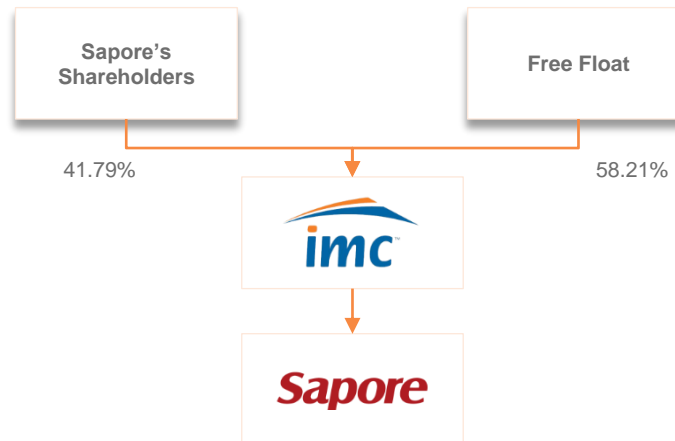 Sapore’s
Shareholders
Free Float
41.79%
58.21%
imc
Sapore